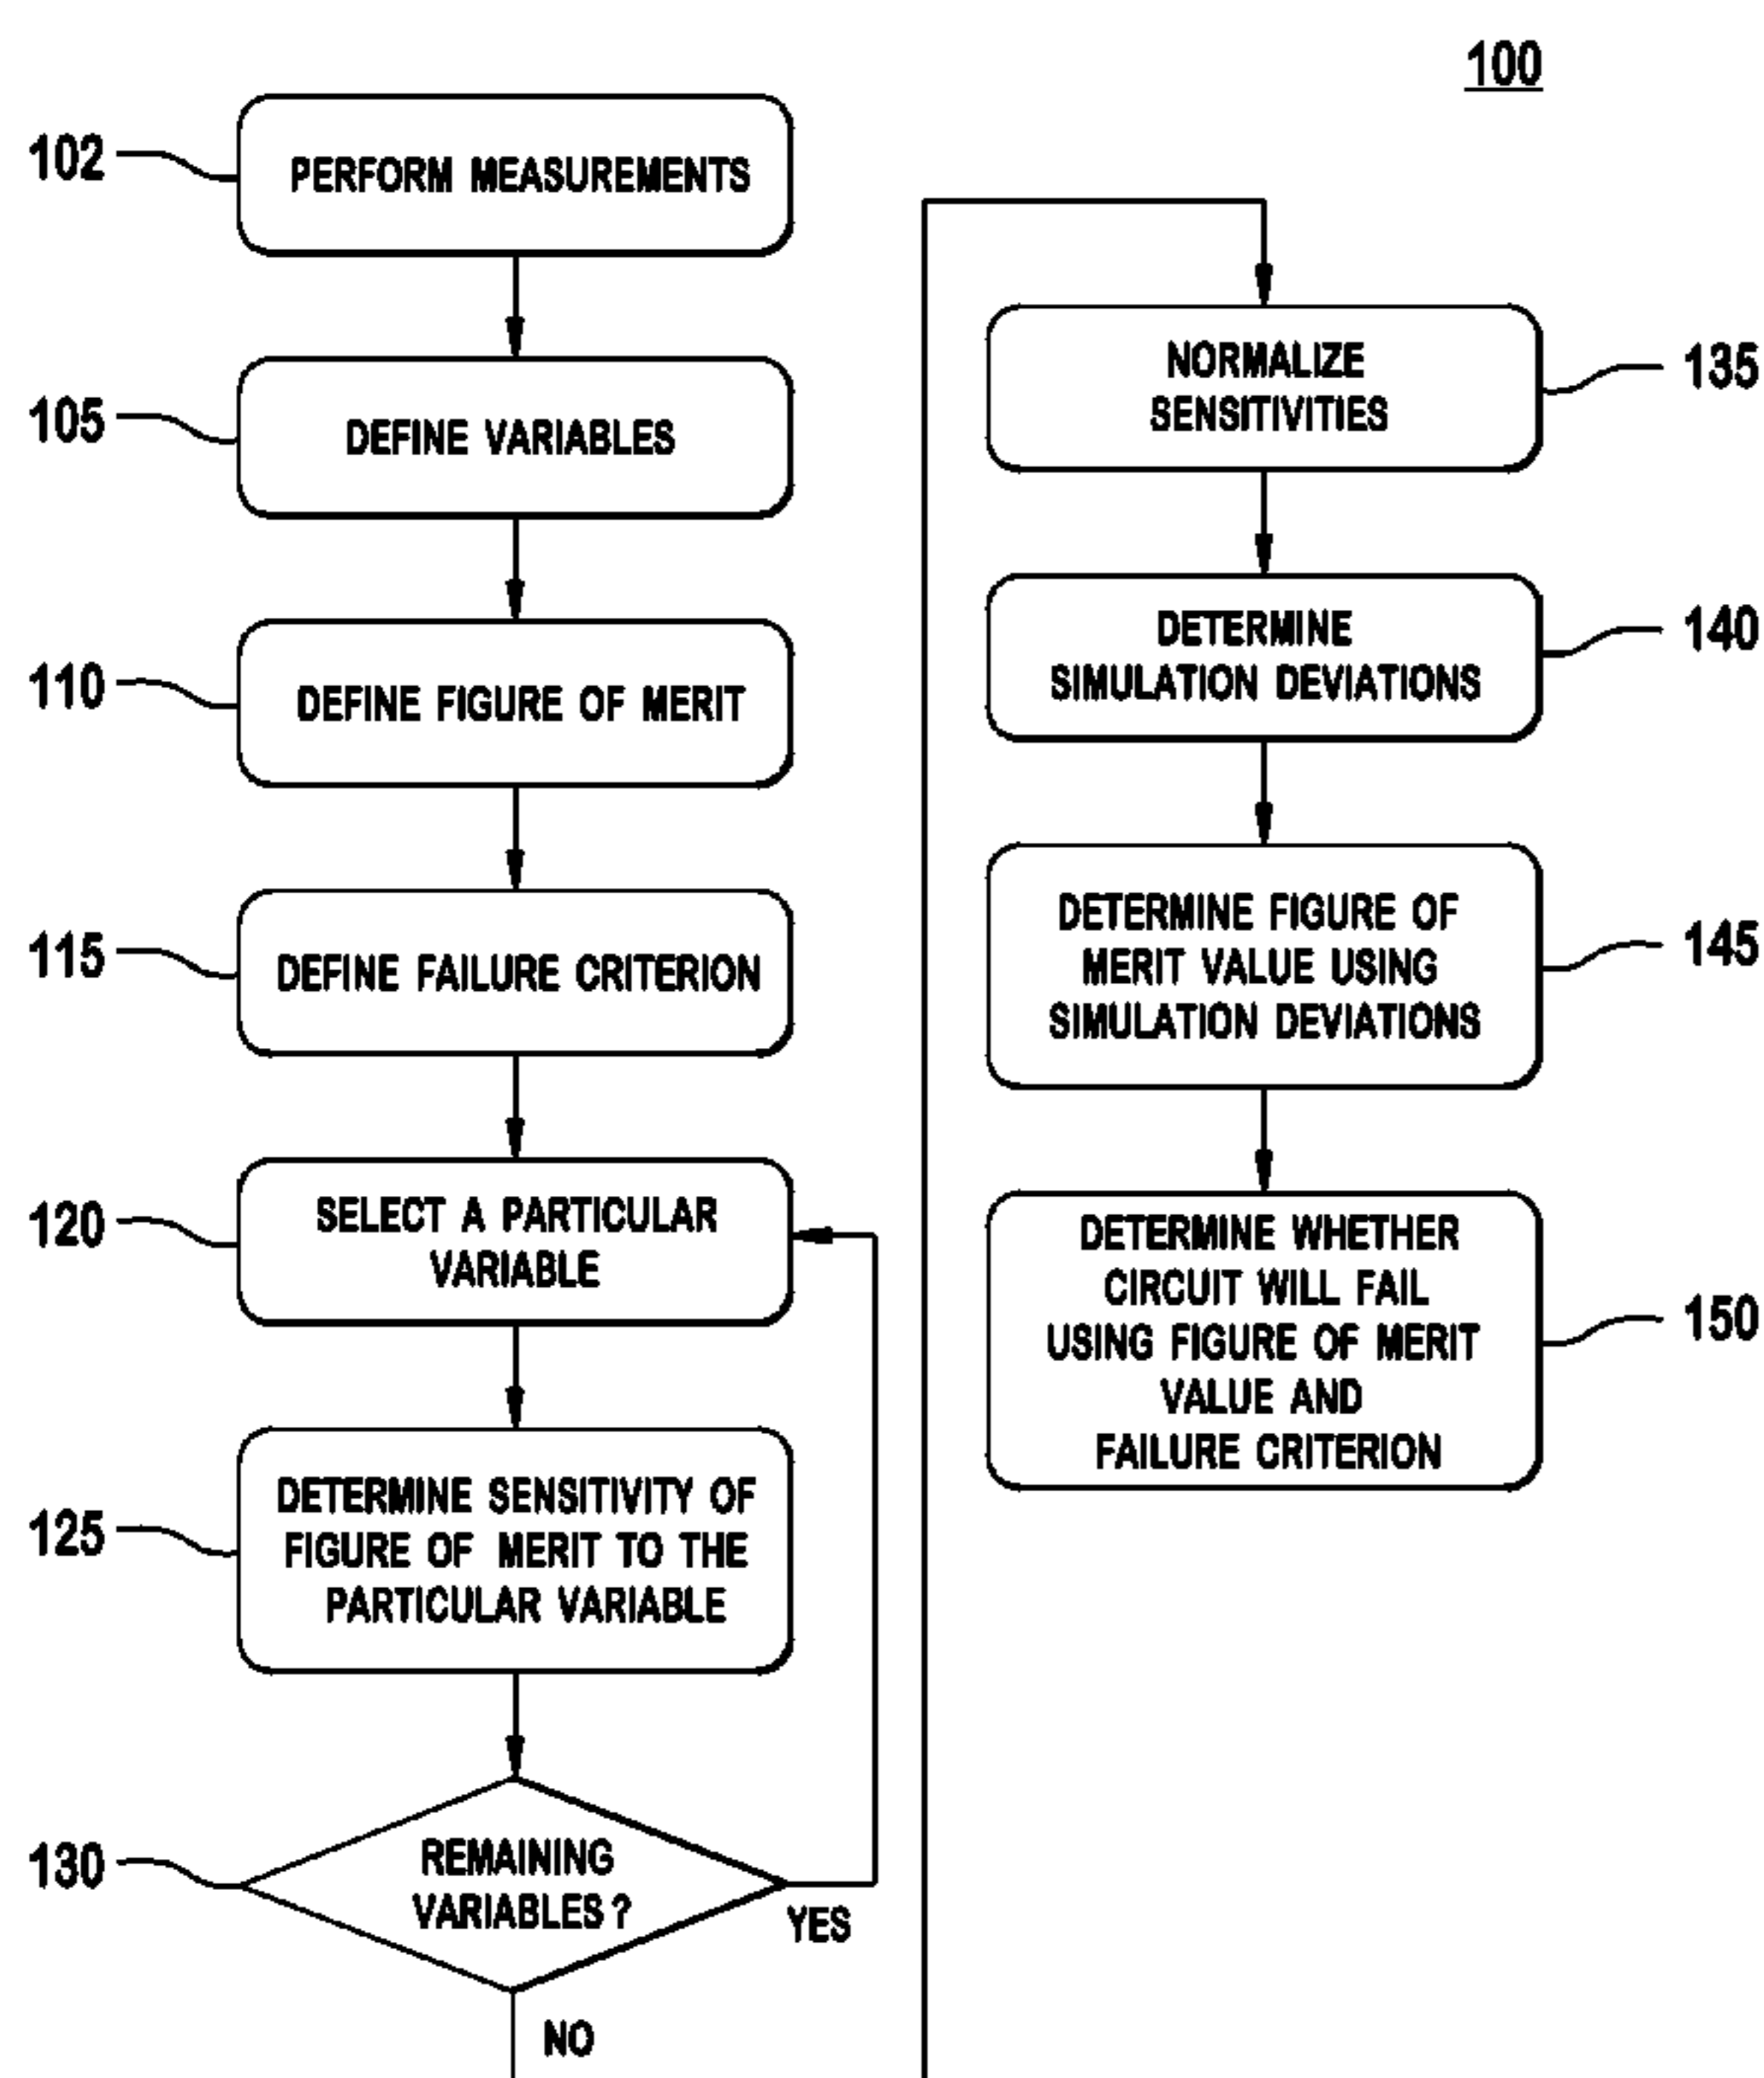 100
102
PERFORM MEASUREMENTS
105
DEFINE VARIABLES
110
DEFINE FIGURE OF MERIT
115
DEFINE FAILURE CRITERION
120
SELECT A PARTICULAR
VARIABLE
125
DETERMINE SENSITIVITY OF
FIGURE OF MERIT TO THE
PARTICULAR VARIABLE
130
REMAINING
VARIABLES?
YES
NO
NORMALIZE
SENSITIVITIES
135
DETERMINE
SIMULATION DEVIATIONS
140
DETERMINE FIGURE OF
MERIT VALUE USING
SIMULATION DEVIATIONS
145
DETERMINE WHETHER
CIRCUIT WILL FAIL
USING FIGURE OF MERIT
VALUE AND
FAILURE CRITERION
150